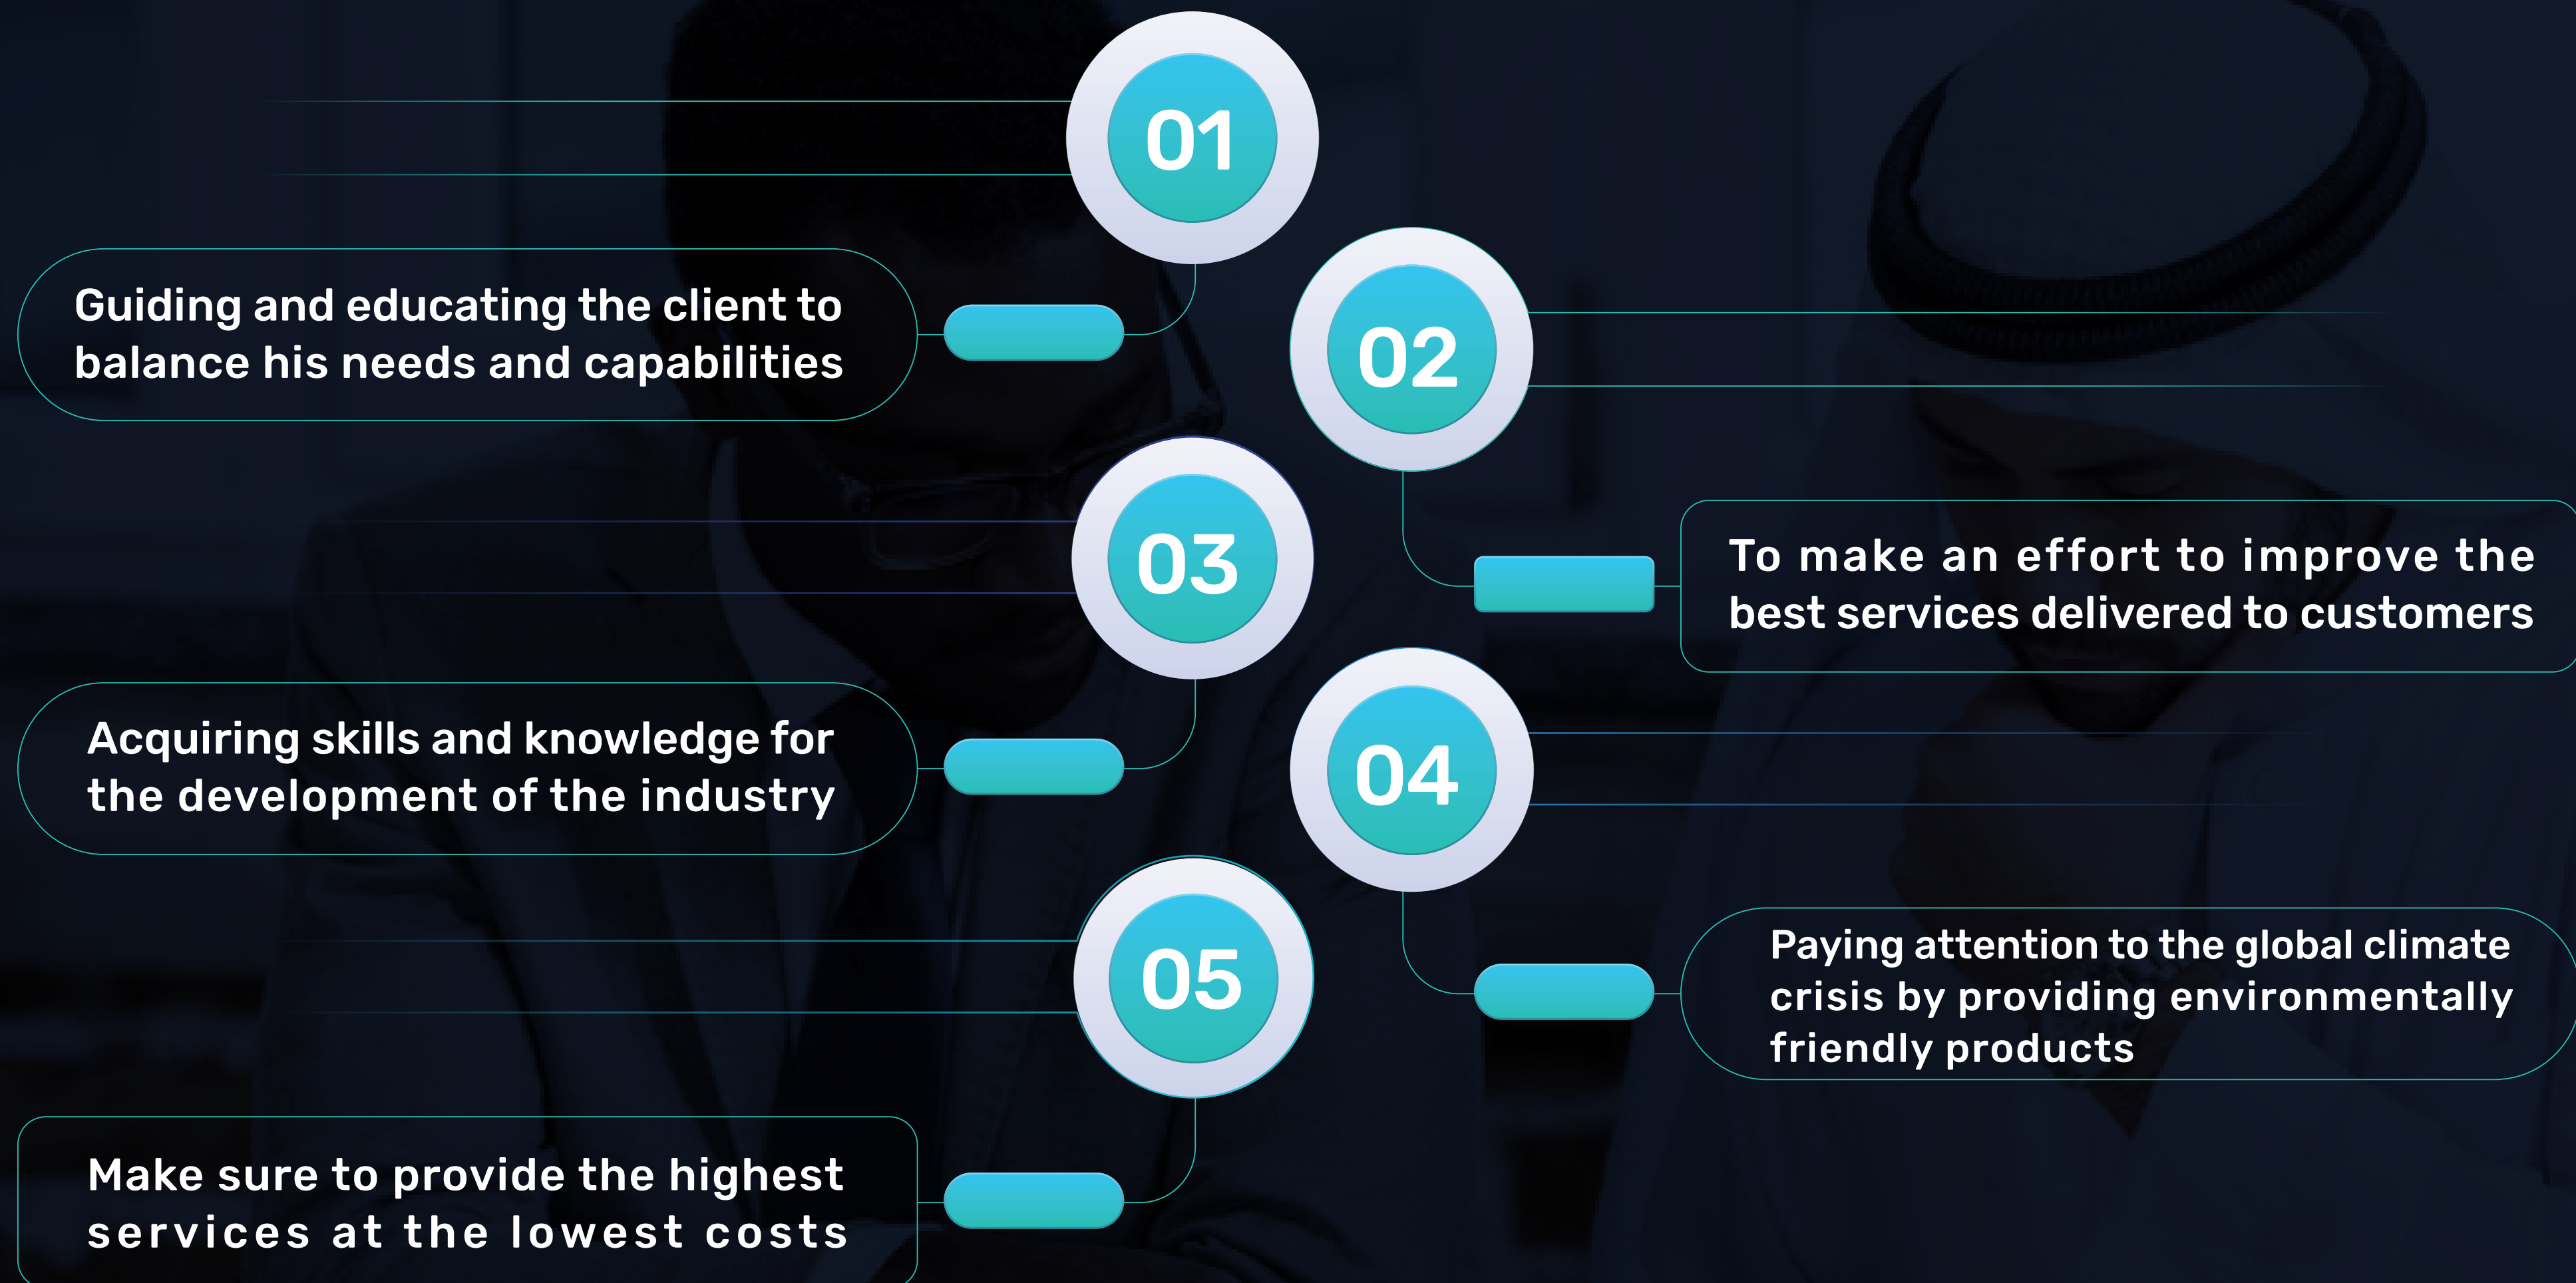 01
Guiding and educating the client to
balance his needs and capabilities
02
To make an effort to improve the
best services delivered to customers
03
Acquiring skills and knowledge for
the development of the industry
04
Paying attention to the global climate
crisis by providing environmentally
friendly products
05
Make sure to provide the highest
services at the lowest costs